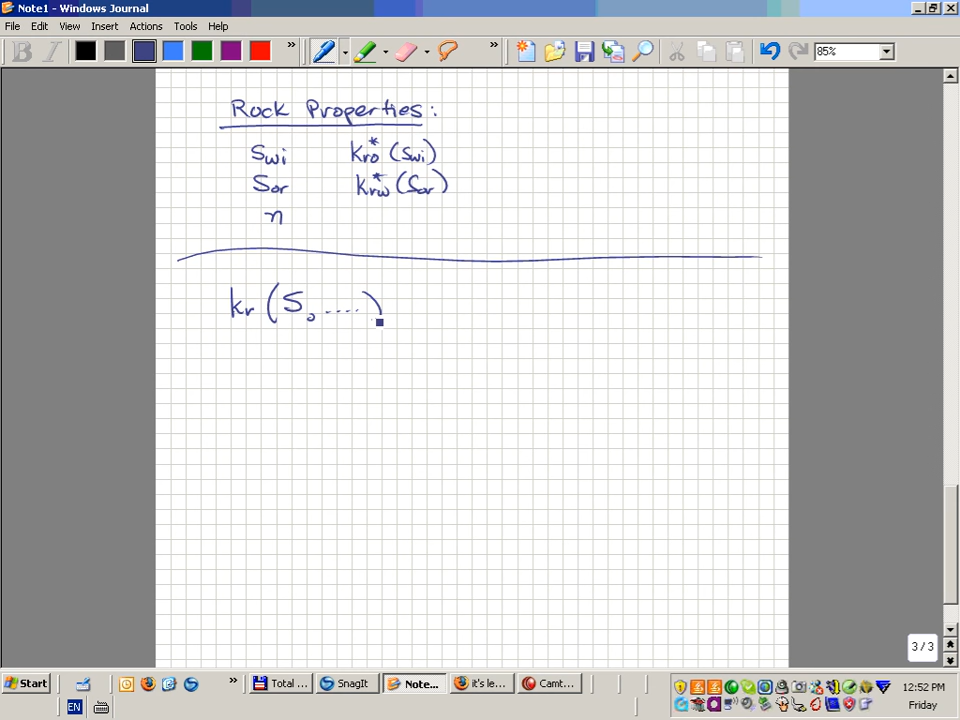 Note1 - Windows Journal
File Edit View Insert Actions Tools Help
B I » » 85%
Rock Properties:
Swi kro* (Swi)
Sor krw* (Sor)
n
kr (S, ....)
3 / 3
Start » Total ... SnagIt Note... it's le... Camt... 12:52 PM
EN Friday